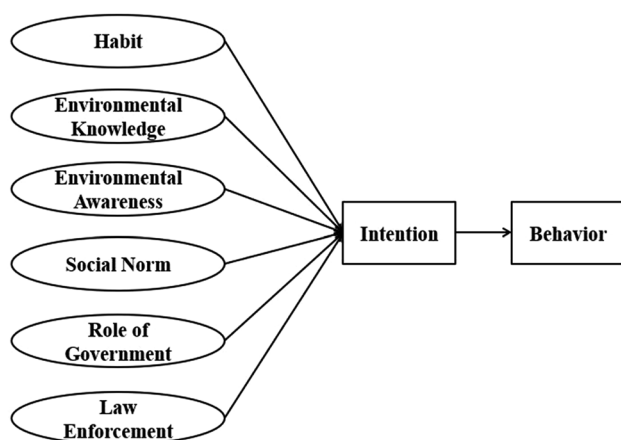 Habit
Environmental
Knowledge
Environmental
Awareness
Social Norm
Role of
Government
Law
Enforcement
Intention
Behavior